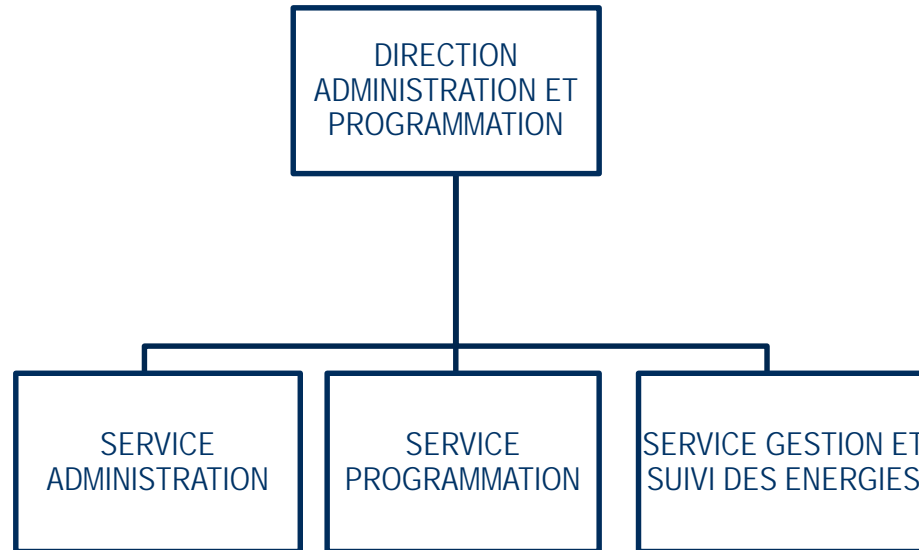 DIRECTION
ADMINISTRATION ET
PROGRAMMATION
SERVICE
ADMINISTRATION
SERVICE
PROGRAMMATION
SERVICE GESTION ET
SUIVI DES ENERGIES